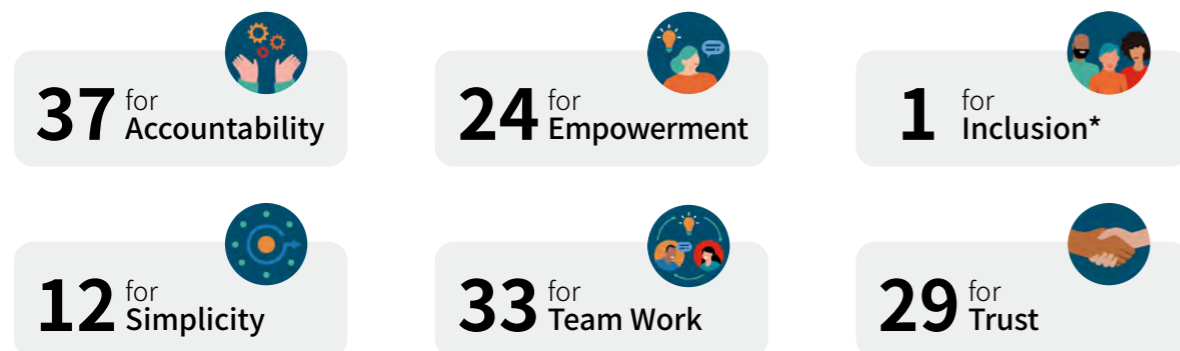 37 for Accountability
24 for Empowerment
1 for Inclusion*
12 for Simplicity
33 for Team Work
29 for Trust